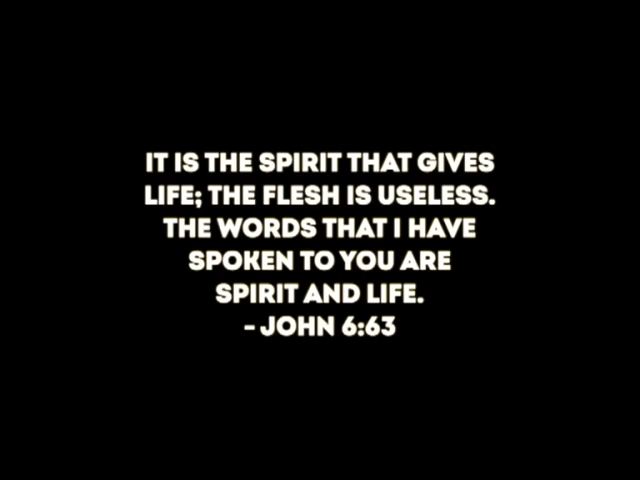 IT IS THE SPIRIT THAT GIVES
LIFE; THE FLESH IS USELESS.
THE WORDS THAT I HAVE
SPOKEN TO YOU ARE
SPIRIT AND LIFE.
- JOHN 6:63